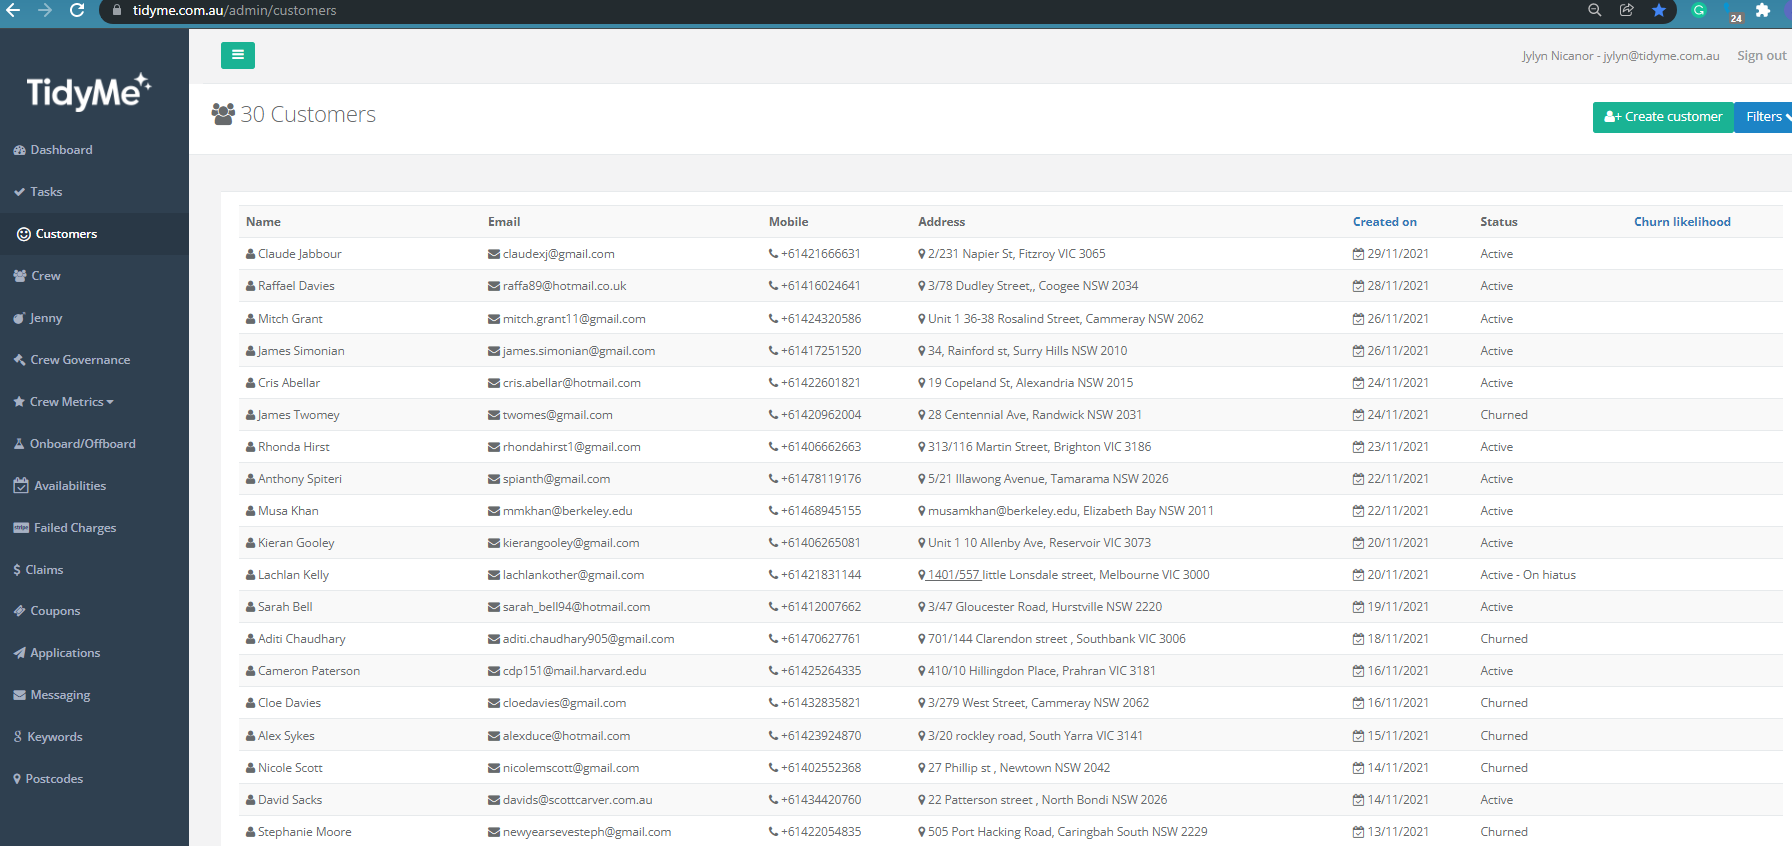 tidyme.com.au/admin/customers
24
TidyMe
Jylyn Nicanor - jylyn@tidyme.com.au Sign out
30 Customers
Create customer Filters
Dashboard
Tasks
Customers
Crew
Jenny
Crew Governance
Crew Metrics
Onboard/Offboard
Availabilities
stripe Failed Charges
$ Claims
Coupons
Applications
Messaging
Keywords
Postcodes
Name Email Mobile Address Created on Status Churn likelihood
Claude Jabbour claudexj@gmail.com +61421666631 2/231 Napier St, Fitzroy VIC 3065 29/11/2021 Active
Raffael Davies raffa89@hotmail.co.uk +61416024641 3/78 Dudley Street,, Coogee NSW 2034 28/11/2021 Active
Mitch Grant mitch.grant11@gmail.com +61424320586 Unit 1 36-38 Rosalind Street, Cammeray NSW 2062 26/11/2021 Active
James Simonian james.simonian@gmail.com +61417251520 34, Rainford st, Surry Hills NSW 2010 26/11/2021 Active
Cris Abellar cris.abellar@hotmail.com +61422601821 19 Copeland St, Alexandria NSW 2015 24/11/2021 Active
James Twomey twomes@gmail.com +61420962004 28 Centennial Ave, Randwick NSW 2031 24/11/2021 Churned
Rhonda Hirst rhondahirst1@gmail.com +61406662663 313/116 Martin Street, Brighton VIC 3186 23/11/2021 Active
Anthony Spiteri spianth@gmail.com +61478119176 5/21 Illawong Avenue, Tamarama NSW 2026 22/11/2021 Active
Musa Khan mmkhan@berkeley.edu +61468945155 musamkhan@berkeley.edu, Elizabeth Bay NSW 2011 22/11/2021 Active
Kieran Gooley kierangooley@gmail.com +61406265081 Unit 1 10 Allenby Ave, Reservoir VIC 3073 20/11/2021 Active
Lachlan Kelly lachlankother@gmail.com +61421831144 1401/557 little Lonsdale street, Melbourne VIC 3000 20/11/2021 Active - On hiatus
Sarah Bell sarah_bell94@hotmail.com +61412007662 3/47 Gloucester Road, Hurstville NSW 2220 19/11/2021 Active
Aditi Chaudhary aditi.chaudhary905@gmail.com +61470627761 701/144 Clarendon street , Southbank VIC 3006 18/11/2021 Churned
Cameron Paterson cdp151@mail.harvard.edu +61425264335 410/10 Hillingdon Place, Prahran VIC 3181 16/11/2021 Active
Cloe Davies cloedavies@gmail.com +61432835821 3/279 West Street, Cammeray NSW 2062 16/11/2021 Churned
Alex Sykes alexduce@hotmail.com +61423924870 3/20 rockley road, South Yarra VIC 3141 15/11/2021 Churned
Nicole Scott nicolemscott@gmail.com +61402552368 27 Phillip st , Newtown NSW 2042 14/11/2021 Churned
David Sacks davids@scottcarver.com.au +61434420760 22 Patterson street , North Bondi NSW 2026 14/11/2021 Active
Stephanie Moore newyearsevesteph@gmail.com +61422054835 505 Port Hacking Road, Caringbah South NSW 2229 13/11/2021 Churned